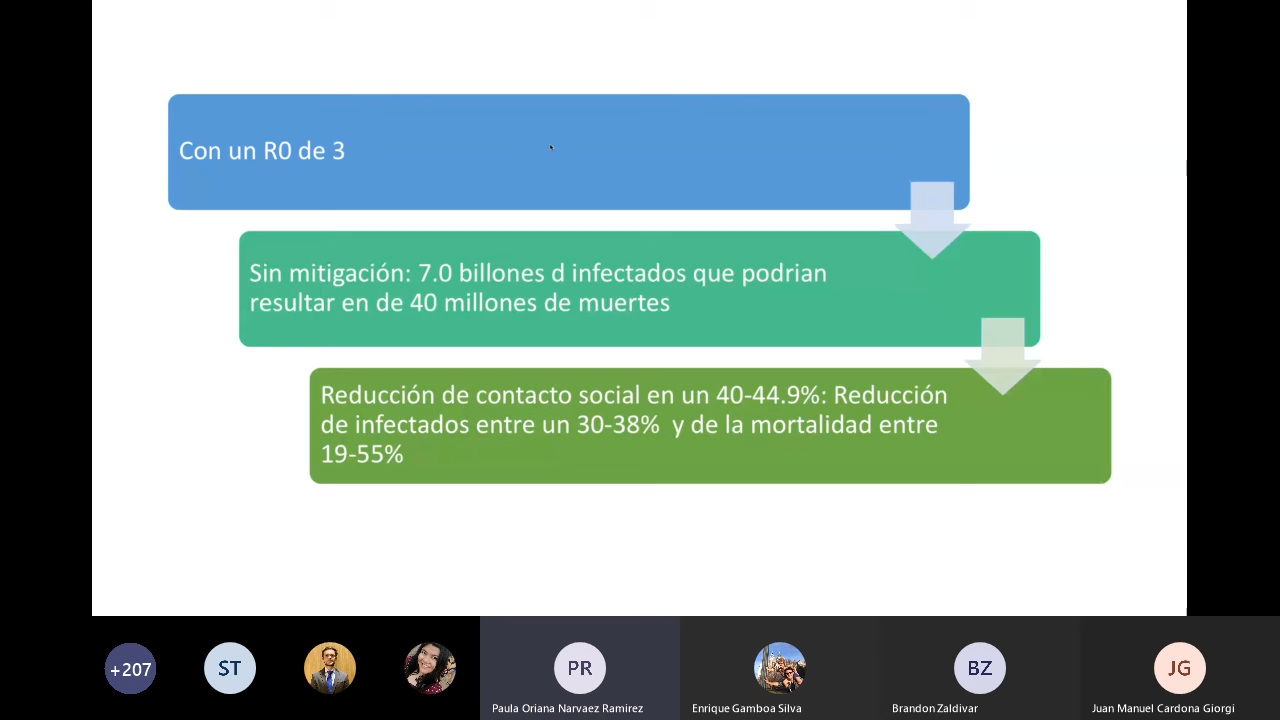 Con un R0 de 3
Sin mitigación: 7.0 billones d infectados que podrian
resultar en de 40 millones de muertes
Reducción de contacto social en un 40-44.9%: Reducción
de infectados entre un 30-38% y de la mortalidad entre
19-55%
+207
ST
PR
BZ
JG
Paula Oriana Narvaez Ramirez
Enrique Gamboa Silva
Brandon Zaldivar
Juan Manuel Cardona Giorgi